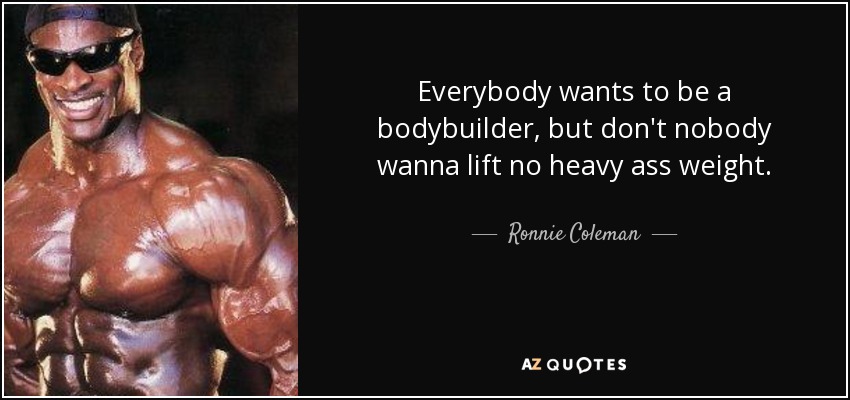 Everybody wants to be a
bodybuilder, but don't nobody
wanna lift no heavy ass weight.
Ronnie Coleman
AZ QUOTES